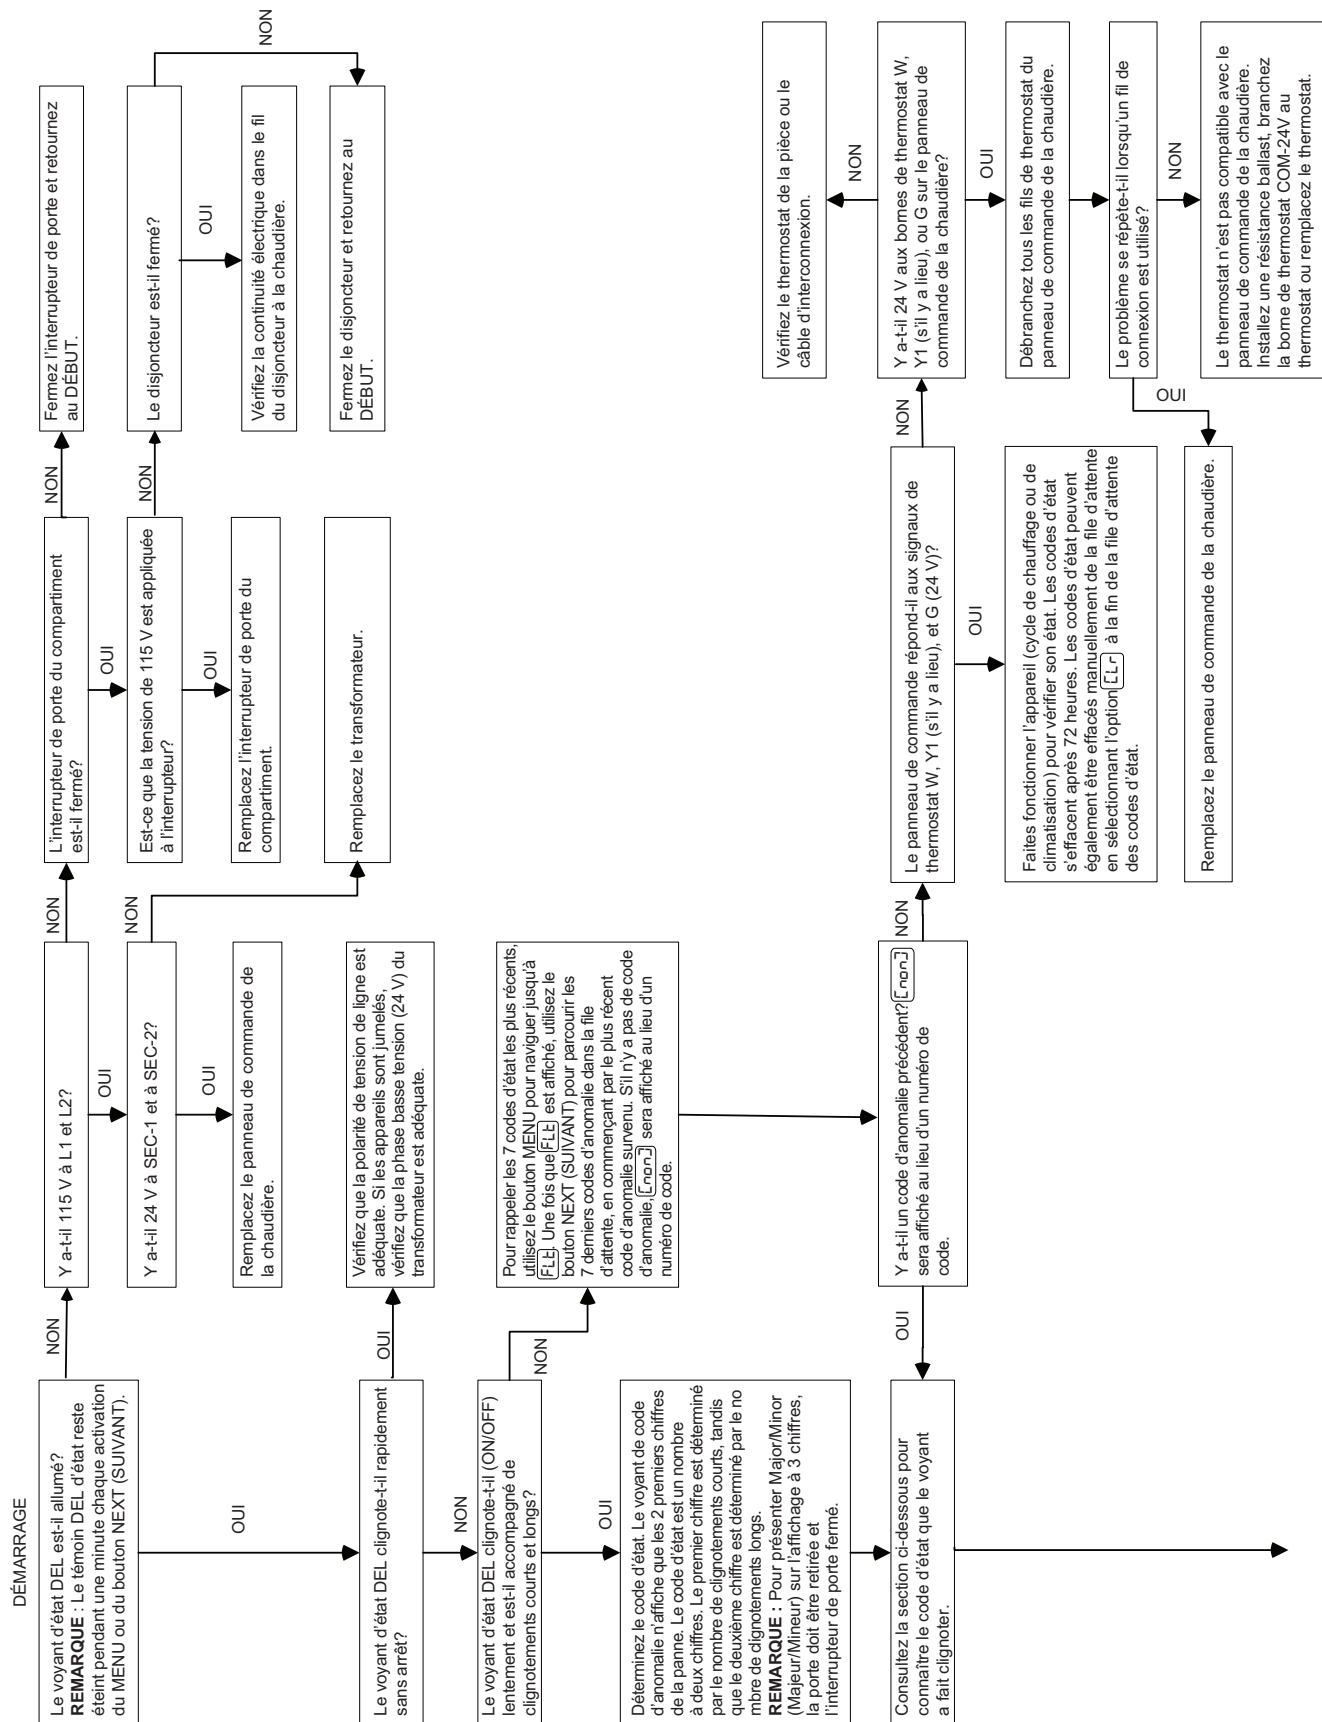 DÉMARRAGE
Le voyant d'état DEL est-il allumé?
REMARQUE : Le témoin DEL d'état reste
éteint pendant une minute chaque activation
du MENU ou du bouton NEXT (SUIVANT).
NON
Y a-t-il 115 V à L1 et L2?
NON
L'interrupteur de porte du compartiment
est-il fermé?
NON
Fermez l'interrupteur de porte et retournez
au DÉBUT.
OUI
OUI
Y a-t-il 24 V à SEC-1 et à SEC-2?
NON
OUI
Est-ce que la tension de 115 V est appliquée
à l'interrupteur?
NON
Le disjoncteur est-il fermé?
NON
OUI
Remplacez le panneau de commande de
la chaudière.
OUI
Remplacez l'interrupteur de porte du
compartiment.
OUI
Vérifiez la continuité électrique dans le fil
du disjoncteur à la chaudière.
Remplacez le transformateur.
Fermez le disjoncteur et retournez au
DÉBUT.
Le voyant d'état DEL clignote-t-il rapidement
sans arrêt?
OUI
Vérifiez que la polarité de tension de ligne est
adéquate. Si les appareils sont jumelés,
vérifiez que la phase basse tension (24 V) du
transformateur est adéquate.
NON
Le voyant d'état DEL clignote-t-il (ON/OFF)
lentement et est-il accompagné de
clignotements courts et longs?
NON
Pour rappeler les 7 codes d'état les plus récents,
utilisez le bouton MENU pour naviguer jusqu'à
FLt. Une fois que FLt est affiché, utilisez le
bouton NEXT (SUIVANT) pour parcourir les
7 derniers codes d'anomalie dans la file
d'attente, en commençant par le plus récent
code d'anomalie survenu. S'il n'y a pas de code
d'anomalie, [non] sera affiché au lieu d'un
numéro de code.
OUI
Déterminez le code d'état. Le voyant de code
d'anomalie n'affiche que les 2 premiers chiffres
de la panne. Le code d'état est un nombre
à deux chiffres. Le premier chiffre est déterminé
par le nombre de clignotements courts, tandis
que le deuxième chiffre est déterminé par le no
mbre de dignotements longs.
REMARQUE : Pour présenter Major/Minor
(Majeur/Mineur) sur l'affichage à 3 chiffres,
la porte doit être retirée et
l'interrupteur de porte fermé.
Consultez la section ci-dessous pour
connaître le code d'état que le voyant
a fait clignoter.
OUI
Y a-t-il un code d'anomalie précédent? [non]
sera affiché au lieu d'un numéro de
code.
NON
Le panneau de commande répond-il aux signaux de
thermostat W, Y1 (s'il y a lieu), et G (24 V)?
NON
Y a-t-il 24 V aux bornes de thermostat W,
Y1 (s'il y a lieu), ou G sur le panneau de
commande de la chaudière?
NON
Vérifiez le thermostat de la pièce ou le
câble d'interconnexion.
OUI
Faites fonctionner l'appareil (cycle de chauffage ou de
climatisation) pour vérifier son état. Les codes d'état
s'effacent après 72 heures. Les codes d'état peuvent
également être effacés manuellement de la file d'attente
en sélectionnant l'option CLr à la fin de la file d'attente
des codes d'état.
OUI
Débranchez tous les fils de thermostat du
panneau de commande de la chaudière.
Le problème se répète-t-il lorsqu'un fil de
connexion est utilisé?
OUI
Remplacez le panneau de commande de la chaudière.
NON
Le thermostat n'est pas compatible avec le
panneau de commande de la chaudière.
Installez une résistance ballast, branchez
la borne de thermostat COM-24V au
thermostat ou remplacez le thermostat.